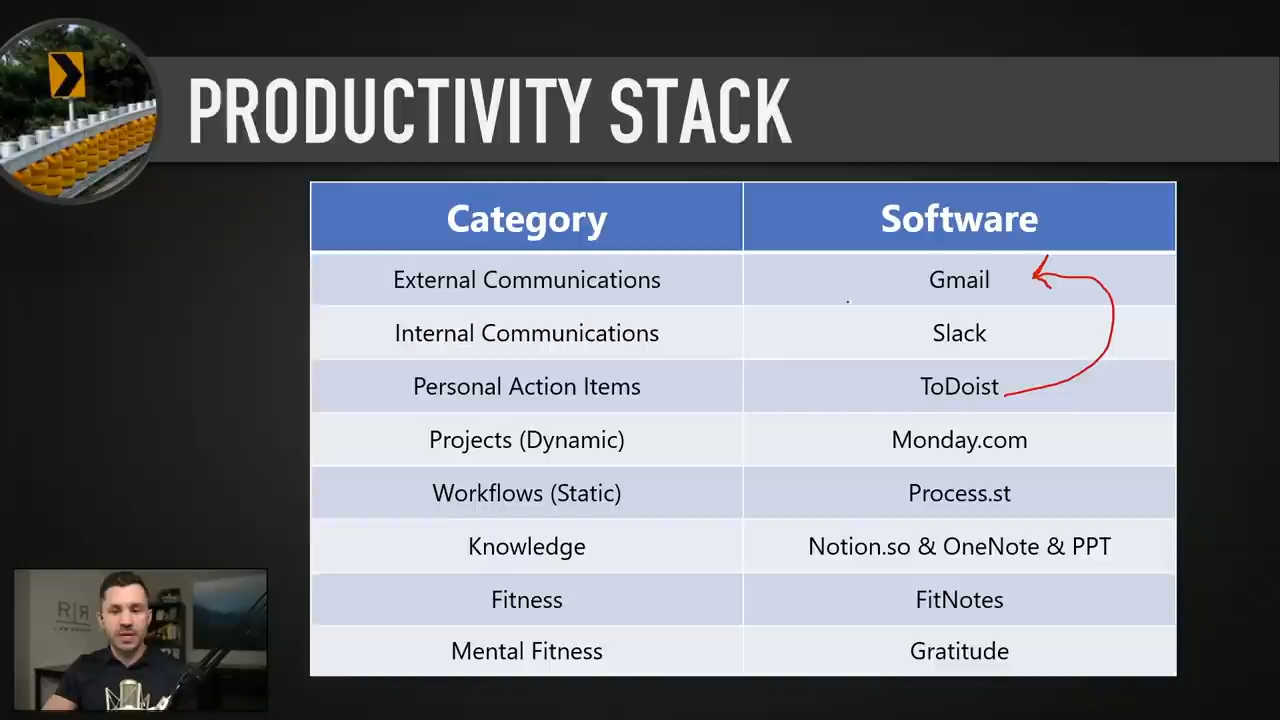 PRODUCTIVITY STACK
Category Software
External Communications Gmail
Internal Communications Slack
Personal Action Items ToDoist
Projects (Dynamic) Monday.com
Workflows (Static) Process.st
Knowledge Notion.so & OneNote & PPT
Fitness FitNotes
Mental Fitness Gratitude
R|R